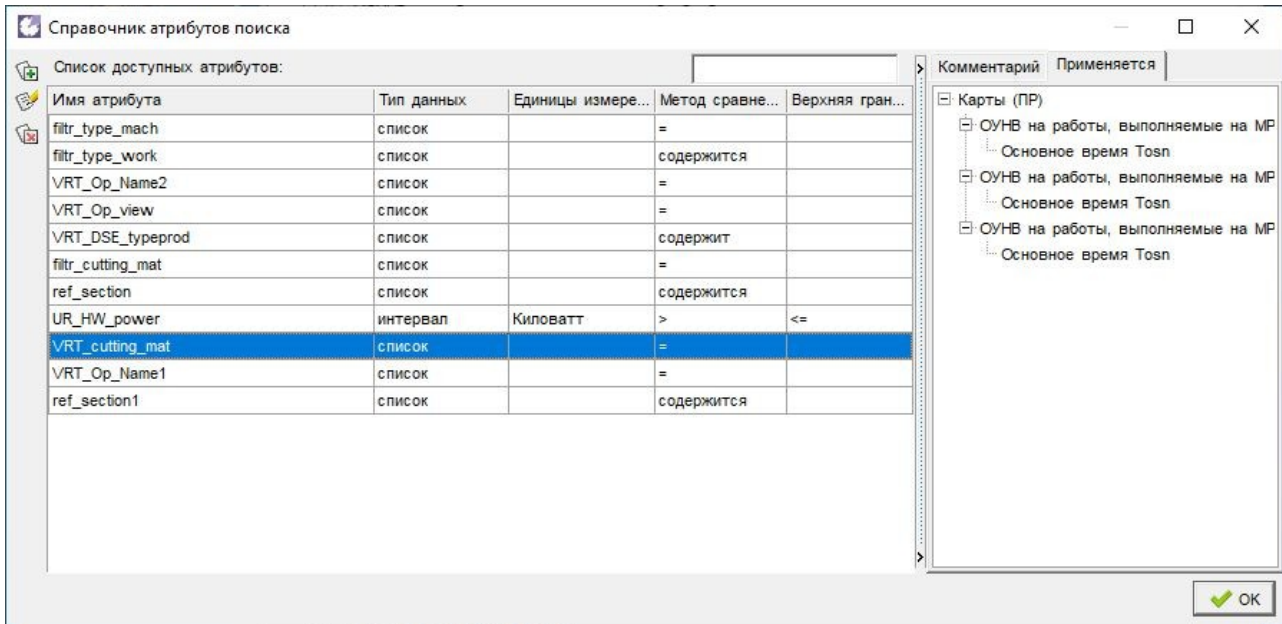 Справочник атрибутов поиска
Список доступных атрибутов:
Имя атрибута Тип данных Единицы измере... Метод сравне... Верхняя гран...
filtr_type_mach список =
filtr_type_work список содержится
VRT_Op_Name2 список =
VRT_Op_view список =
VRT_DSE_typeprod список содержит
filtr_cutting_mat список =
ref_section список содержится
UR_HW_power интервал Киловатт > <=
VRT_cutting_mat список =
VRT_Op_Name1 список =
ref_section1 список содержится
Комментарий Применяется
Карты (ПР)
ОУНВ на работы, выполняемые на МР
Основное время Tosn
ОУНВ на работы, выполняемые на МР
Основное время Tosn
ОУНВ на работы, выполняемые на МР
Основное время Tosn
OK